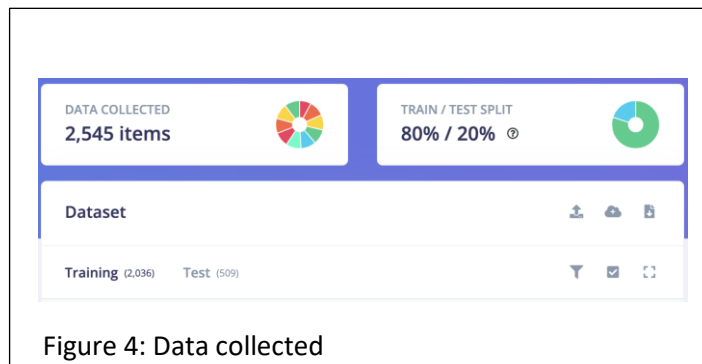 DATA COLLECTED
2,545 items
TRAIN / TEST SPLIT
80% / 20%
Dataset
Training (2,036) Test (509)
Figure 4: Data collected